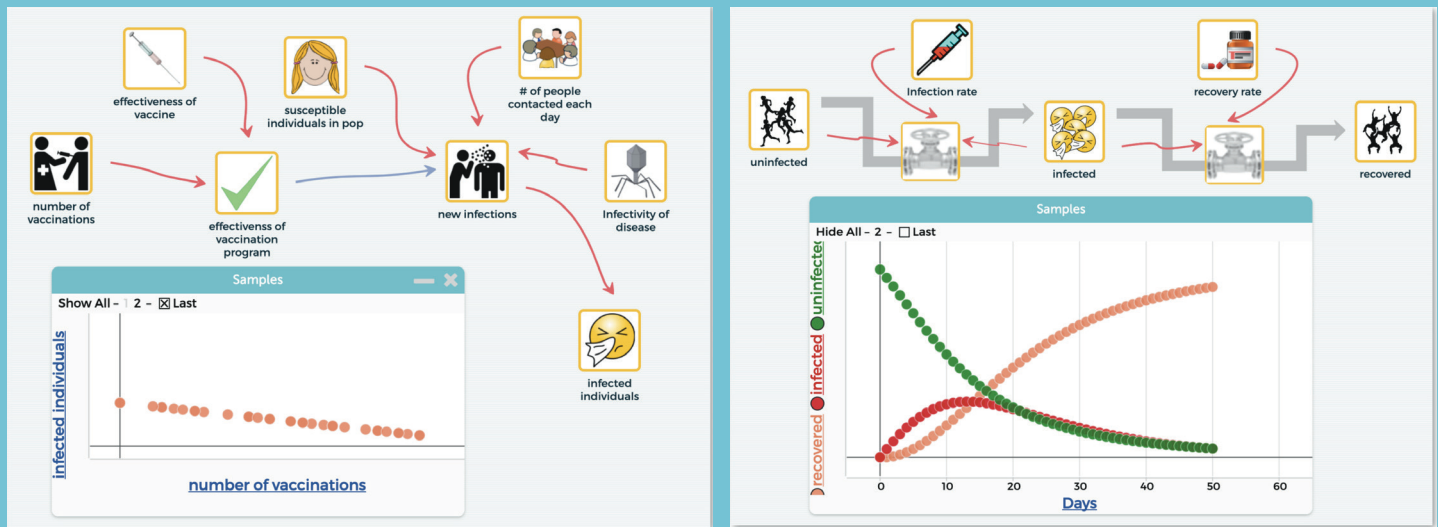 effectiveness of
vaccine
susceptible
individuals in pop
# of people
contacted each
day
number of
vaccinations
effectivenss of
vaccination
program
new infections
Infectivity of
disease
infected
individuals
Samples
Show All - 1 2 - Last
infected individuals
number of vaccinations
Infection rate
recovery rate
uninfected
infected
recovered
Samples
Hide All - 2 - Last
recovered infected uninfected
0 10 20 30 40 50 60
Days